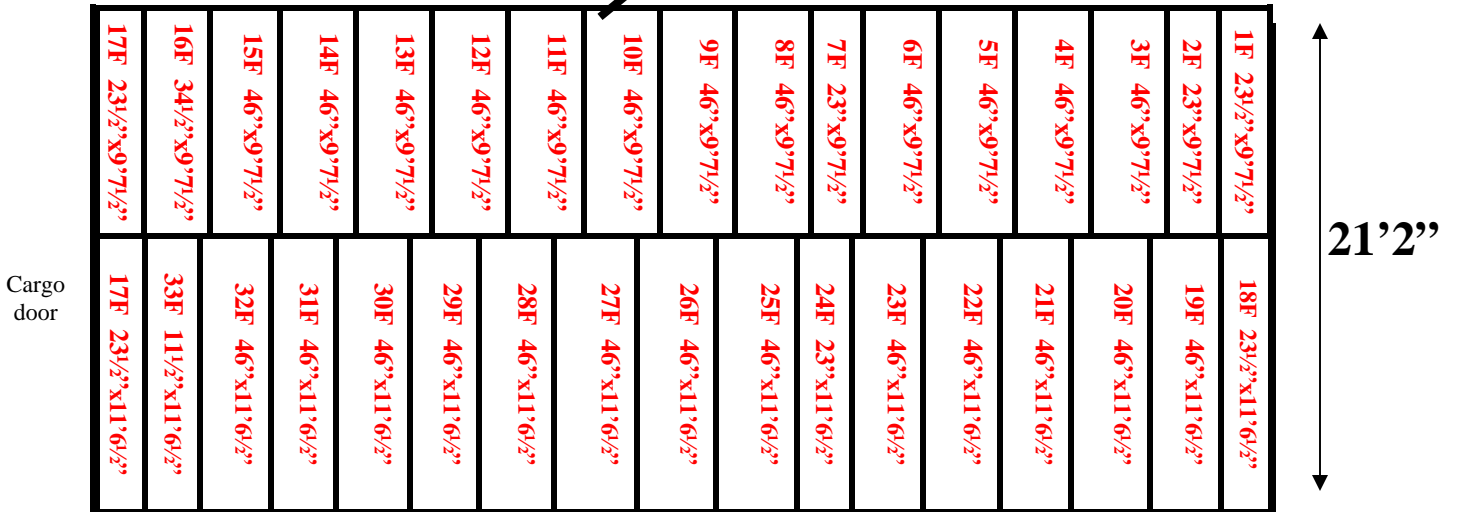 17F 23½”x9’7½”
16F 34½”x9’7½”
15F 46”x9’7½”
14F 46”x9’7½”
13F 46”x9’7½”
12F 46”x9’7½”
11F 46”x9’7½”
10F 46”x9’7½”
9F 46”x9’7½”
8F 46”x9’7½”
7F 23”x9’7½”
6F 46”x9’7½”
5F 46”x9’7½”
4F 46”x9’7½”
3F 46”x9’7½”
2F 23”x9’7½”
1F 23½”x9’7½”
21’2”
Cargo
door
17F 23½”x11’6½”
33F 11½”x11’6½”
32F 46”x11’6½”
31F 46”x11’6½”
30F 46”x11’6½”
29F 46”x11’6½”
28F 46”x11’6½”
27F 46”x11’6½”
26F 46”x11’6½”
25F 46”x11’6½”
24F 23”x11’6½”
23F 46”x11’6½”
22F 46”x11’6½”
21F 46”x11’6½”
20F 46”x11’6½”
19F 46”x11’6½”
18F 23½”x11’6½”